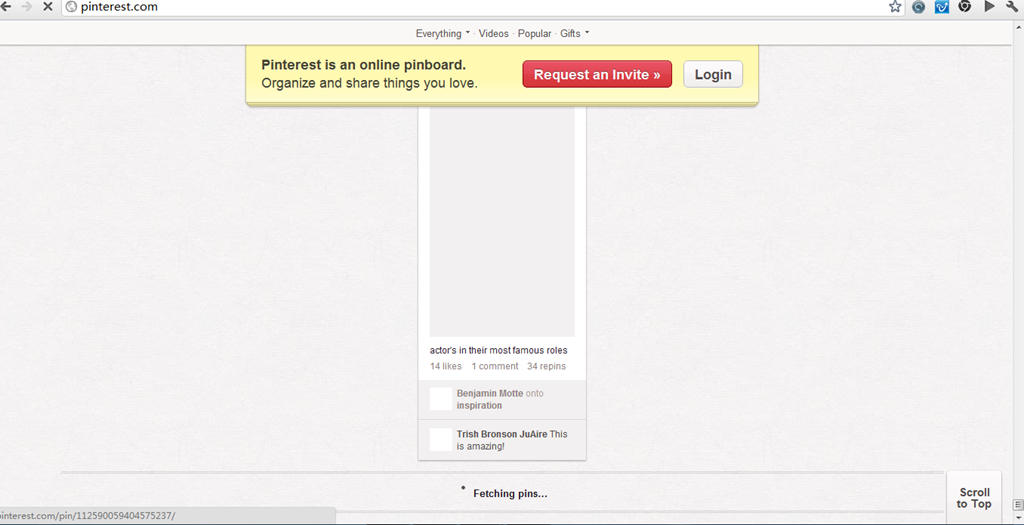 pinterest.com
Everything · Videos · Popular · Gifts
Pinterest is an online pinboard.
Organize and share things you love.
Request an Invite »
Login
actor's in their most famous roles
14 likes 1 comment 34 repins
Benjamin Motte onto
inspiration
Trish Bronson JuAire This
is amazing!
Fetching pins...
Scroll
to Top
pinterest.com/pin/112590059404575237/